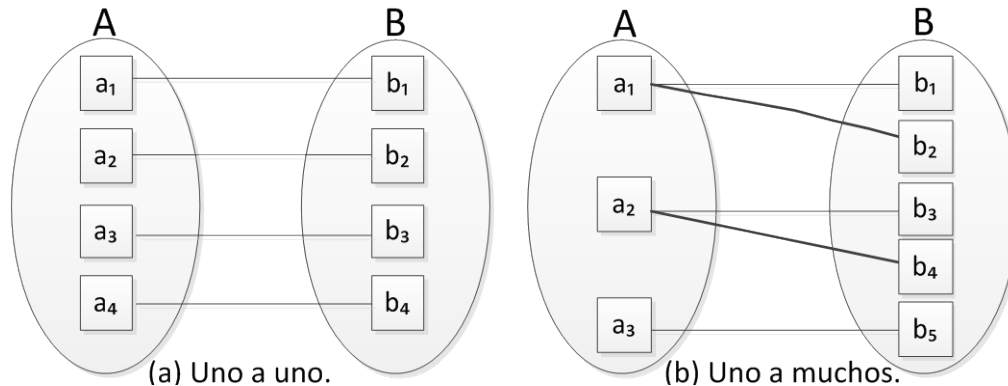 A
B
a₁
b₁
a₂
b₂
a₃
b₃
a₄
b₄
(a) Uno a uno.
A
B
a₁
b₁
b₂
a₂
b₃
b₄
a₃
b₅
(b) Uno a muchos.